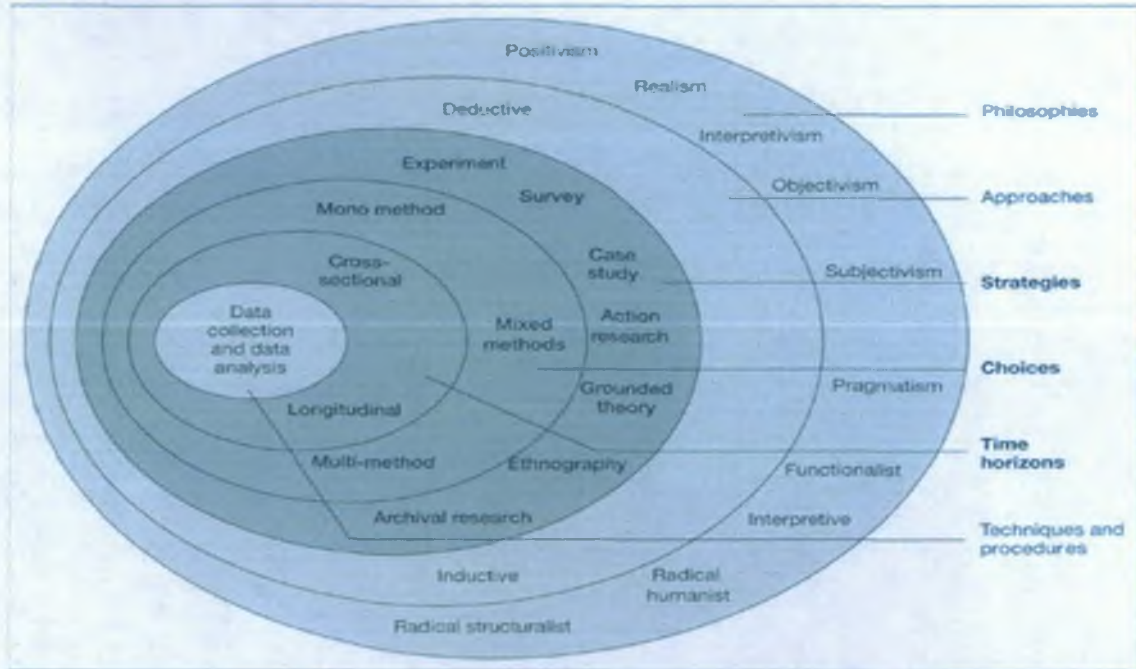 Positivism
Realism
Philosophies
Deductive
Interpretivism
Experiment
Objectivism
Survey
Approaches
Mono method
Case
study
Cross-
sectional
Subjectivism
Strategies
Data
collection
and data
analysis
Mixed
methods
Action
research
Choices
Pragmatism
Grounded
theory
Longitudinal
Time
horizons
Multi-method
Ethnography
Functionalist
Archival research
Interpretive
Techniques and
procedures
Inductive
Radical
humanist
Radical structuralist